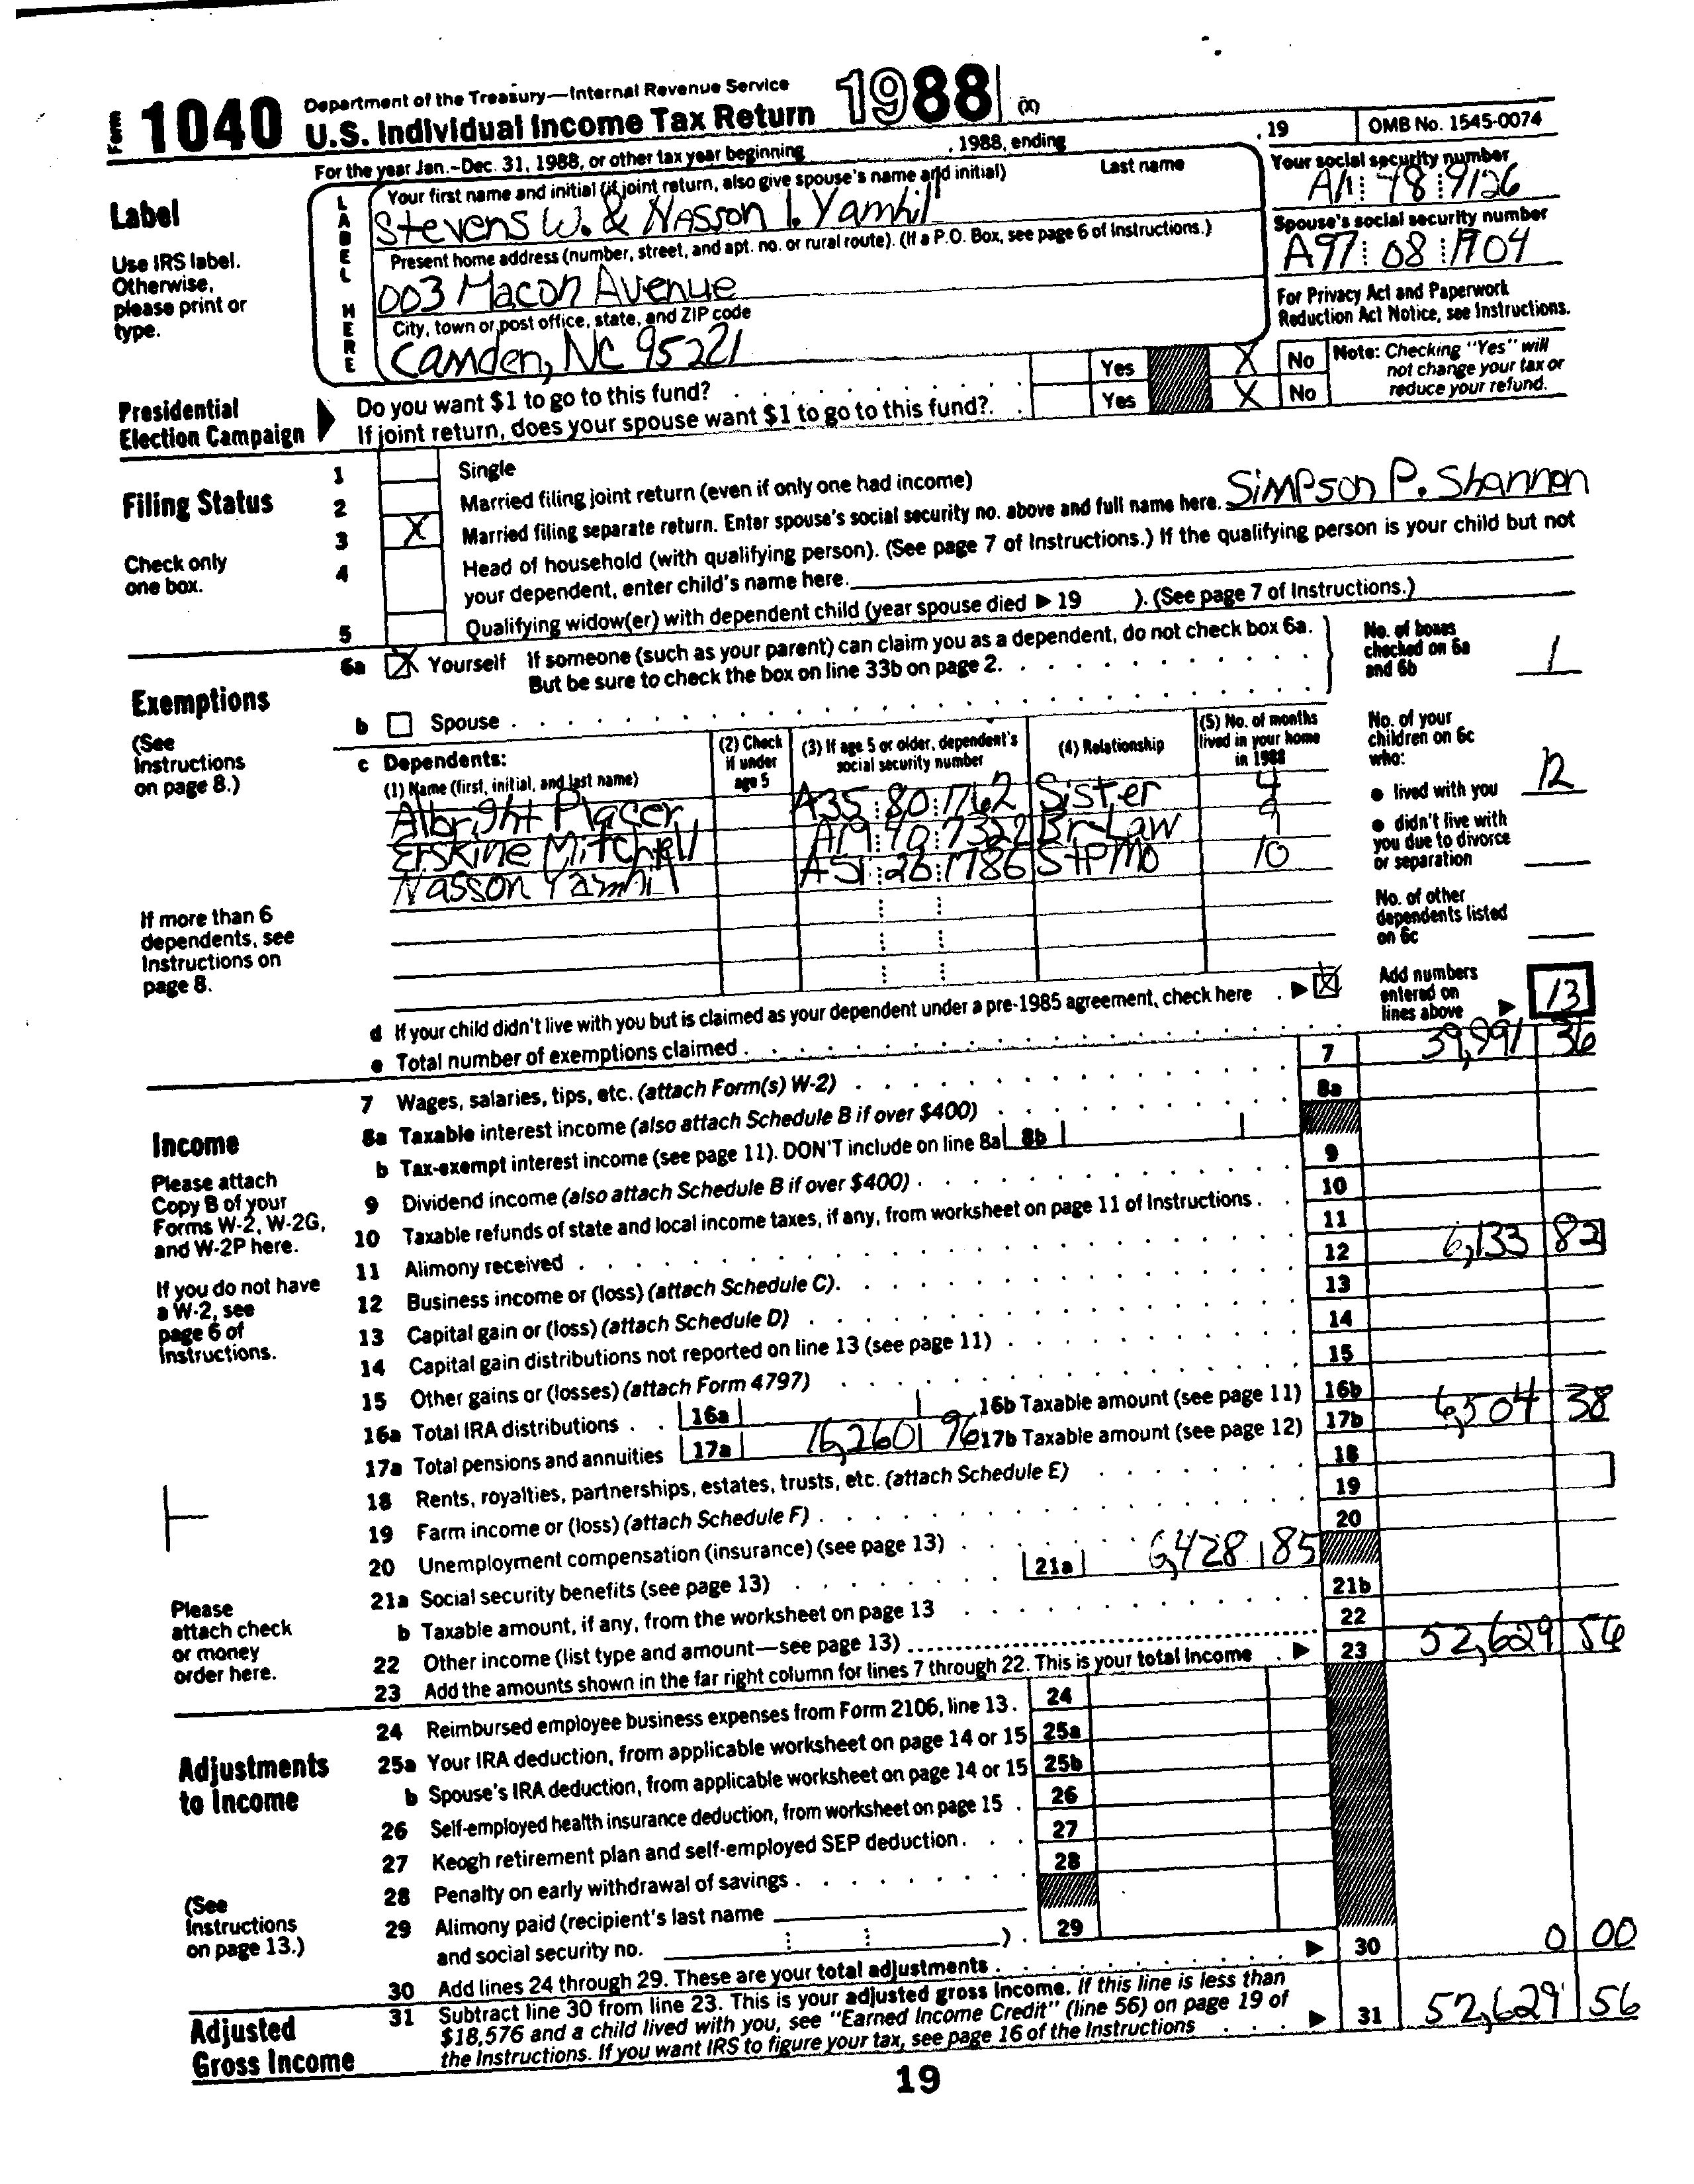 Form 1040 Department of the Treasury—Internal Revenue Service
U.S. Individual Income Tax Return 1988 (X)
For the year Jan.–Dec. 31, 1988, or other tax year beginning , 1988, ending , 19 OMB No. 1545-0074
Label
Use IRS label. Otherwise, please print or type.
LABEL HERE
Your first name and initial (if joint return, also give spouse's name and initial) Last name
Stevens W. & Nasson I. Yamhil
Your social security number
Present home address (number, street, and apt. no. or rural route). (If a P.O. Box, see page 6 of Instructions.)
003 Macon Avenue
Spouse's social security number
A97 08 1904
City, town or post office, state, and ZIP code
Camden, NC 95221
For Privacy Act and Paperwork Reduction Act Notice, see Instructions.
Presidential Election Campaign
Do you want $1 to go to this fund? Yes X No
If joint return, does your spouse want $1 to go to this fund? Yes X No
Note: Checking "Yes" will not change your tax or reduce your refund.
Filing Status
Check only one box.
1 Single
2 Married filing joint return (even if only one had income)
3 X Married filing separate return. Enter spouse's social security no. above and full name here. Simpson P. Shannon
4 Head of household (with qualifying person). (See page 7 of Instructions.) If the qualifying person is your child but not
your dependent, enter child's name here.
5 Qualifying widow(er) with dependent child (year spouse died ▶ 19 ). (See page 7 of Instructions.)
Exemptions
(See Instructions on page 8.)
6a X Yourself If someone (such as your parent) can claim you as a dependent, do not check box 6a.
But be sure to check the box on line 33b on page 2.
No. of boxes checked on 6a and 6b 1
b Spouse
c Dependents:
(1) Name (first, initial, and last name) (2) Check if under age 5 (3) If age 5 or older, dependent's social security number (4) Relationship (5) No. of months lived in your home in 1988
Albright Placer A35 80 1762 Sister 4
Erskine Mitchell Br-Law 9
Nasson Yamhil A51 26 1786 StPMo 10
No. of your children on 6c who:
● lived with you 12
● didn't live with you due to divorce or separation
No. of other dependents listed on 6c
If more than 6 dependents, see Instructions on page 8.
d If your child didn't live with you but is claimed as your dependent under a pre-1985 agreement, check here ▶ X
e Total number of exemptions claimed
Add numbers entered on lines above ▶ 13
Income
Please attach Copy B of your Forms W-2, W-2G, and W-2P here.
If you do not have a W-2, see page 6 of Instructions.
Please attach check or money order here.
7 Wages, salaries, tips, etc. (attach Form(s) W-2) 7 39,991 36
8a Taxable interest income (also attach Schedule B if over $400) 8a
b Tax-exempt interest income (see page 11). DON'T include on line 8a 8b
9 Dividend income (also attach Schedule B if over $400) 9
10 Taxable refunds of state and local income taxes, if any, from worksheet on page 11 of Instructions 10
11 Alimony received 11
12 Business income or (loss) (attach Schedule C) 12 6,133 82
13 Capital gain or (loss) (attach Schedule D) 13
14 Capital gain distributions not reported on line 13 (see page 11) 14
15 Other gains or (losses) (attach Form 4797) 15
16a Total IRA distributions 16a 16b Taxable amount (see page 11) 16b
17a Total pensions and annuities 17a 16,260 96 17b Taxable amount (see page 12) 17b 6,504 38
18 Rents, royalties, partnerships, estates, trusts, etc. (attach Schedule E) 18
19 Farm income or (loss) (attach Schedule F) 19
20 Unemployment compensation (insurance) (see page 13) 20
21a Social security benefits (see page 13) 21a 6,428 85
b Taxable amount, if any, from the worksheet on page 13 21b
22 Other income (list type and amount—see page 13) 22
23 Add the amounts shown in the far right column for lines 7 through 22. This is your total income ▶ 23 52,629 56
Adjustments to Income
(See Instructions on page 13.)
24 Reimbursed employee business expenses from Form 2106, line 13. 24
25a Your IRA deduction, from applicable worksheet on page 14 or 15 25a
b Spouse's IRA deduction, from applicable worksheet on page 14 or 15 25b
26 Self-employed health insurance deduction, from worksheet on page 15 26
27 Keogh retirement plan and self-employed SEP deduction 27
28 Penalty on early withdrawal of savings 28
29 Alimony paid (recipient's last name
and social security no. ) 29
30 Add lines 24 through 29. These are your total adjustments ▶ 30 0 00
Adjusted Gross Income
31 Subtract line 30 from line 23. This is your adjusted gross income. If this line is less than
$18,576 and a child lived with you, see "Earned Income Credit" (line 56) on page 19 of
the Instructions. If you want IRS to figure your tax, see page 16 of the Instructions ▶ 31 52,629 56
19